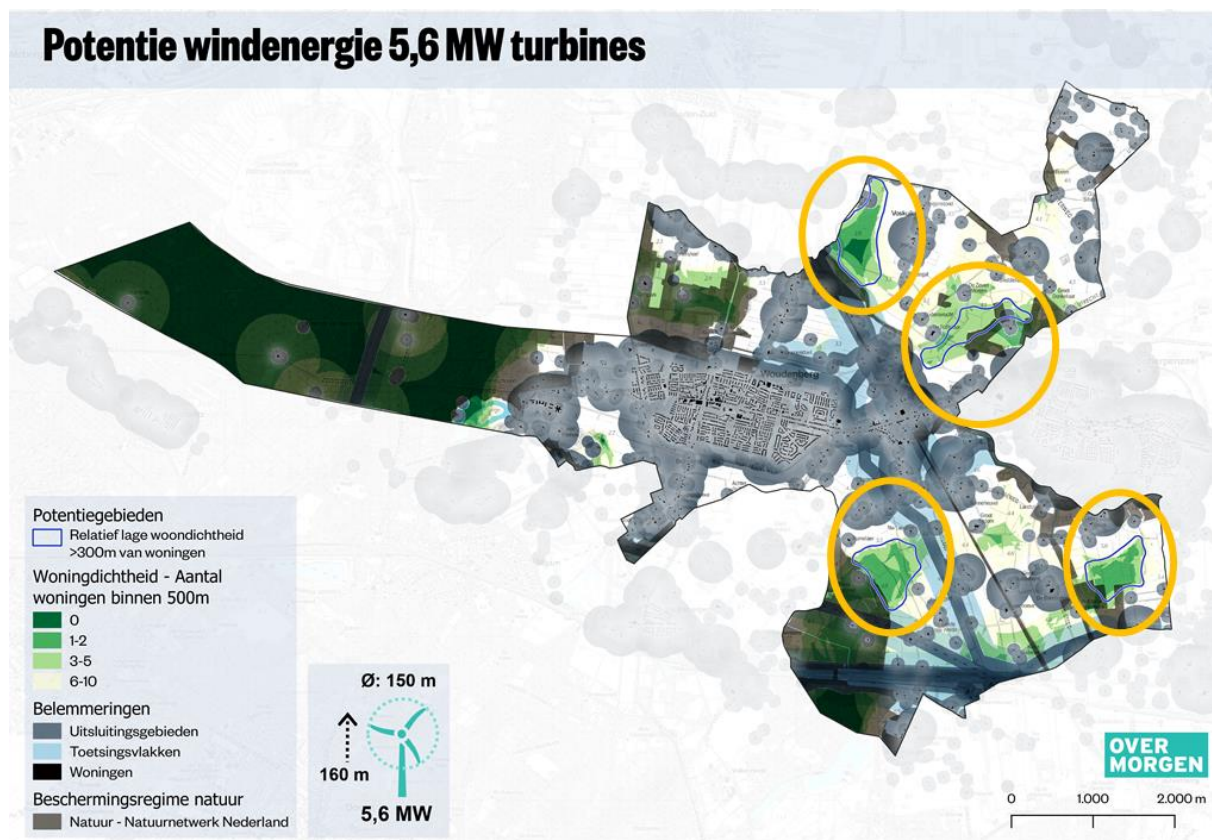 Potentie windenergie 5,6 MW turbines
Woudenberg
Potentiegebieden
Relatief lage woondichtheid
>300m van woningen
Woningdichtheid - Aantal
woningen binnen 500m
0
1-2
3-5
6-10
Belemmeringen
Uitsluitingsgebieden
Toetsingsvlakken
Woningen
Beschermingsregime natuur
Natuur - Natuurnetwerk Nederland
Ø: 150 m
160 m
5,6 MW
OVER
MORGEN
0 1.000 2.000 m